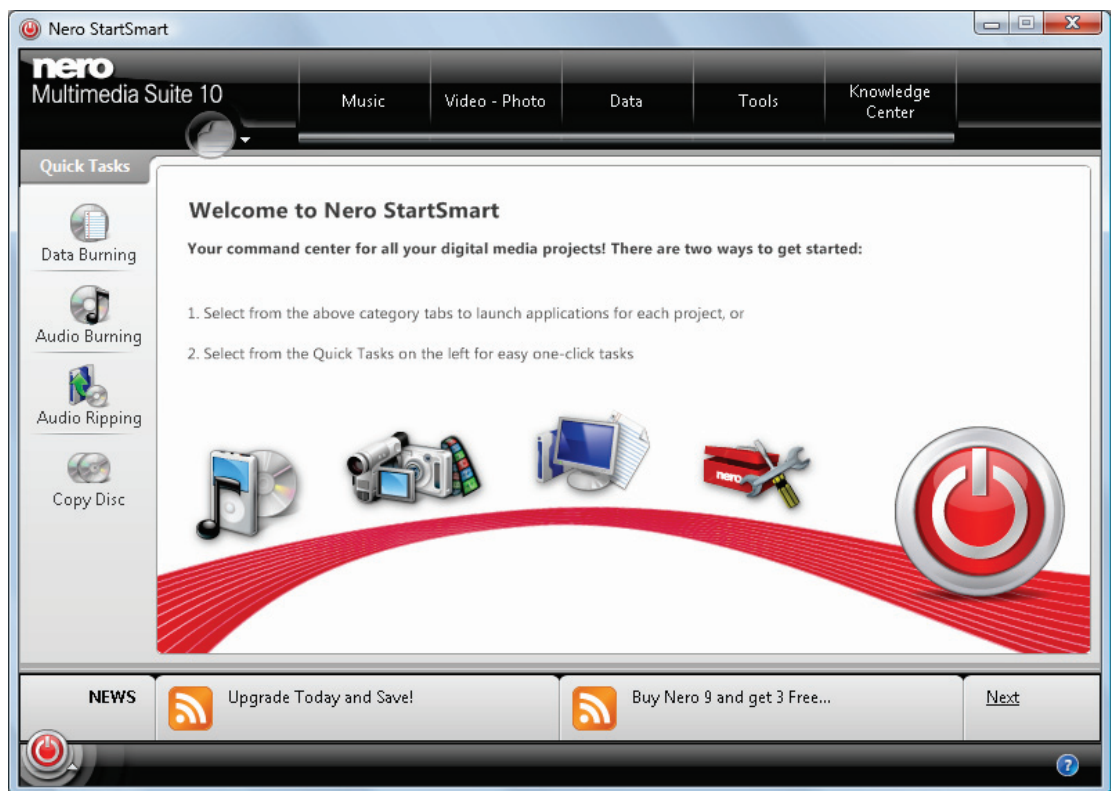 Nero StartSmart
nero
Multimedia Suite 10
Music
Video - Photo
Data
Tools
Knowledge
Center
Quick Tasks
Data Burning
Audio Burning
Audio Ripping
Copy Disc
Welcome to Nero StartSmart
Your command center for all your digital media projects! There are two ways to get started:
1. Select from the above category tabs to launch applications for each project, or
2. Select from the Quick Tasks on the left for easy one-click tasks
nero
NEWS
Upgrade Today and Save!
Buy Nero 9 and get 3 Free...
Next
?